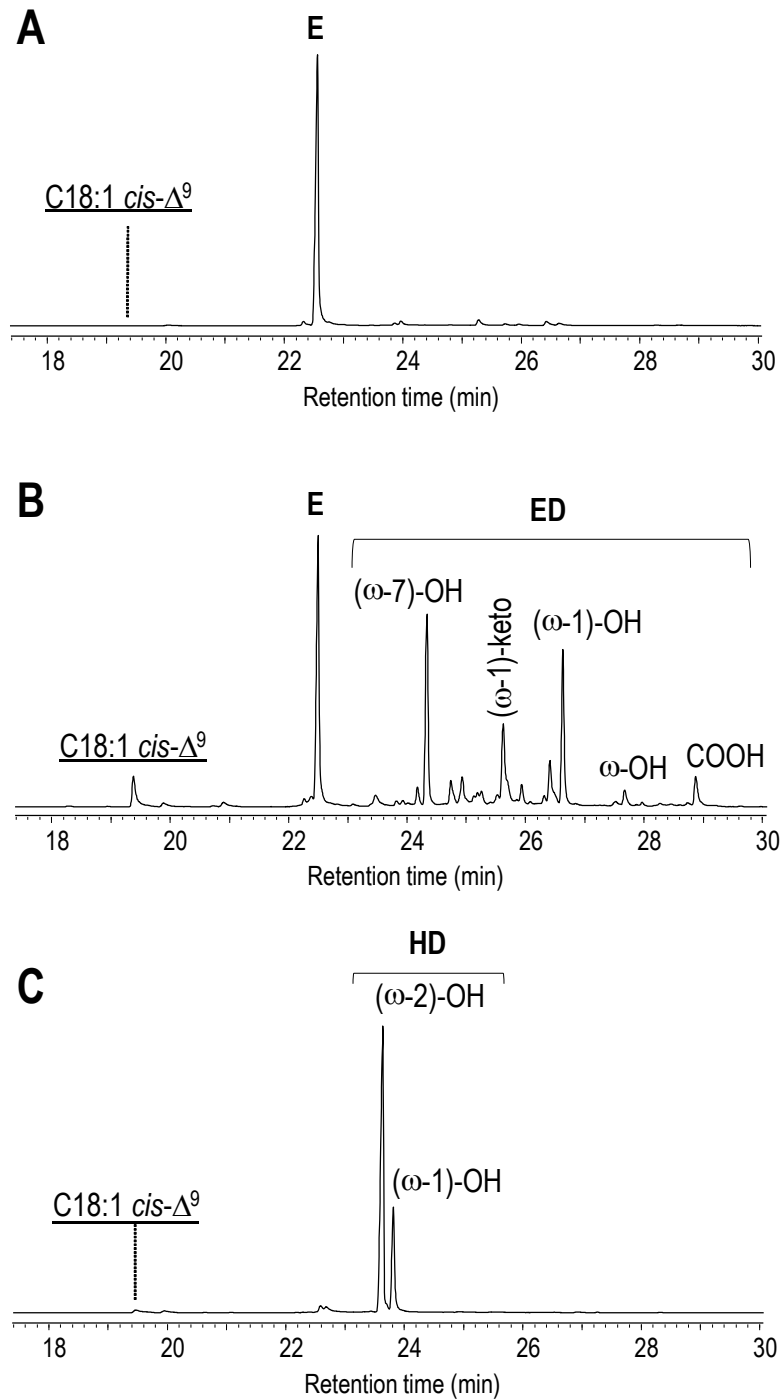 A
E
C18:1 cis-Δ⁹
18 20 22 24 26 28 30
Retention time (min)
B
E
ED
(ω-7)-OH
(ω-1)-keto
(ω-1)-OH
C18:1 cis-Δ⁹
ω-OH
COOH
18 20 22 24 26 28 30
Retention time (min)
HD
C
(ω-2)-OH
(ω-1)-OH
C18:1 cis-Δ⁹
18 20 22 24 26 28 30
Retention time (min)